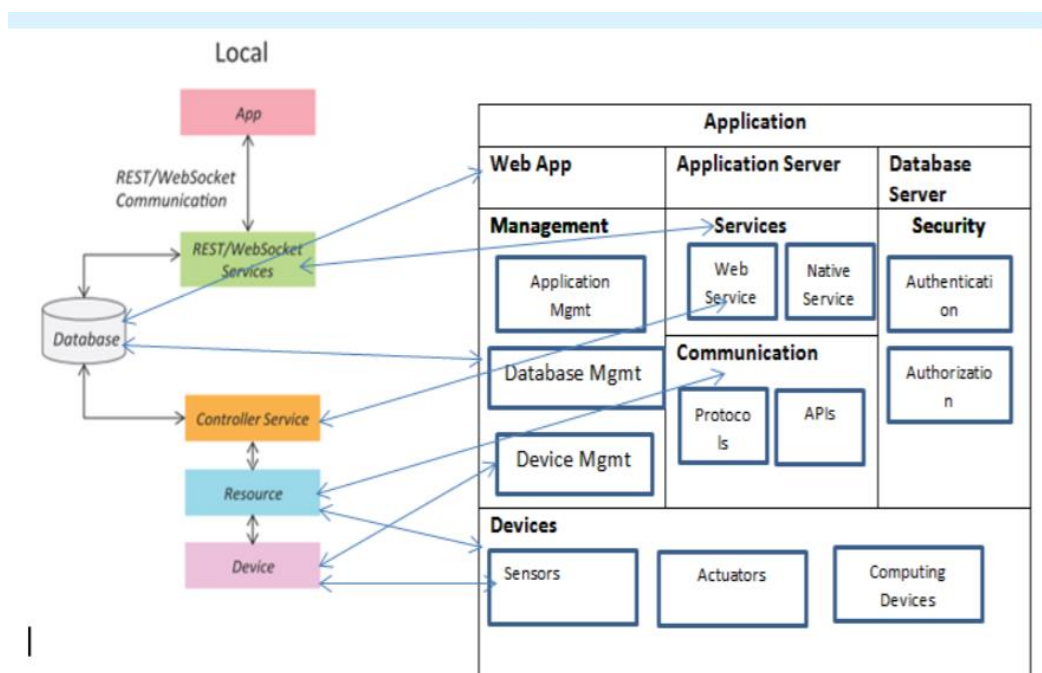 Local
App
REST/WebSocket
Communication
REST/WebSocket
Services
Database
Controller Service
Resource
Device
Application
Web App
Application Server
Database
Server
Management
Application
Mgmt
Database Mgmt
Device Mgmt
Services
Web
Service
Native
Service
Communication
Protoco
ls
APIs
Security
Authenticati
on
Authorizatio
n
Devices
Sensors
Actuators
Computing
Devices